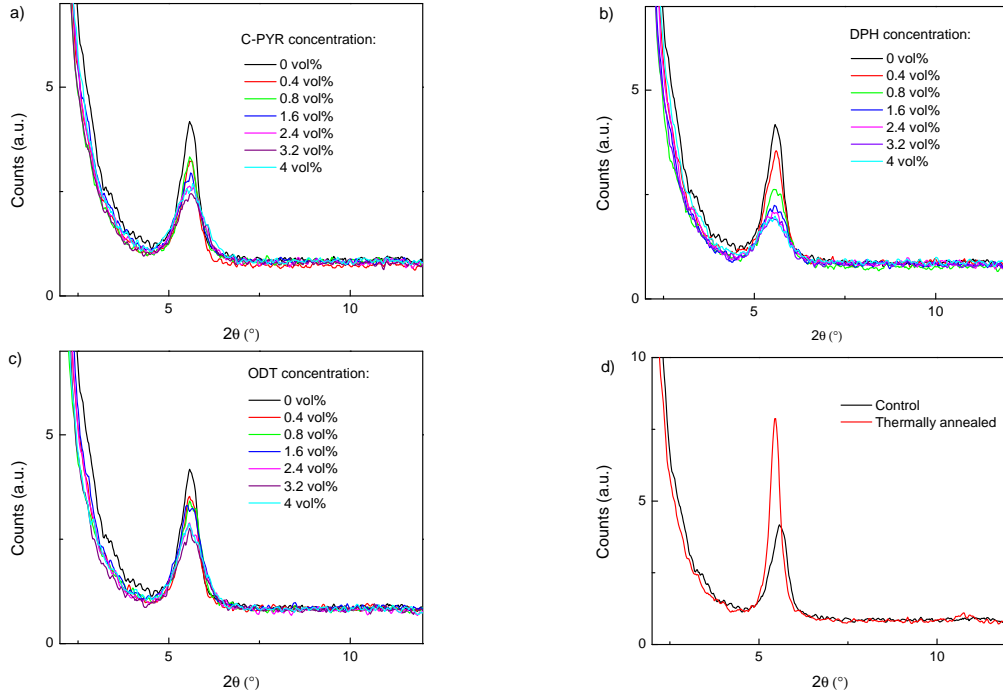 a)
C-PYR concentration:
0 vol%
0.4 vol%
0.8 vol%
1.6 vol%
2.4 vol%
3.2 vol%
4 vol%
Counts (a.u.)
5
0
5
10
2θ (°)
b)
DPH concentration:
0 vol%
0.4 vol%
0.8 vol%
1.6 vol%
2.4 vol%
3.2 vol%
4 vol%
Counts (a.u.)
5
0
5
10
2θ (°)
c)
ODT concentration:
0 vol%
0.4 vol%
0.8 vol%
1.6 vol%
2.4 vol%
3.2 vol%
4 vol%
Counts (a.u.)
5
0
5
10
2θ (°)
d)
Control
Thermally annealed
Counts (a.u.)
10
5
0
5
10
2θ (°)